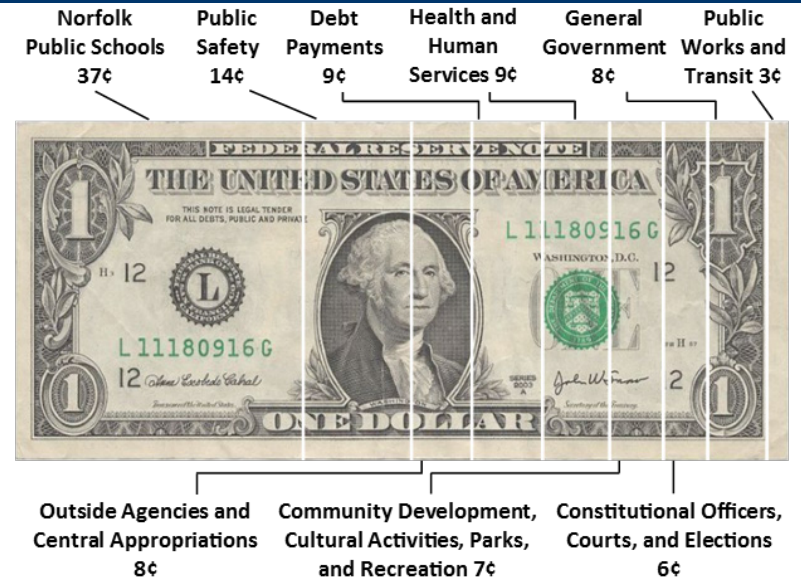 Norfolk
Public Schools
37¢
Public
Safety
14¢
Debt
Payments
9¢
Health and
Human
Services 9¢
General
Government
8¢
Public
Works and
Transit 3¢
FEDERAL RESERVE NOTE
THE UNITED STATES OF AMERICA
THIS NOTE IS LEGAL TENDER
FOR ALL DEBTS, PUBLIC AND PRIVATE
L 11180916 G
WASHINGTON, D.C.
1
1
12
12
L
L 11180916 G
12
SERIES
2003
A
2
1
1
WASHINGTON
ONE DOLLAR
ONE
Outside Agencies and
Central Appropriations
8¢
Community Development,
Cultural Activities, Parks,
and Recreation 7¢
Constitutional Officers,
Courts, and Elections
6¢